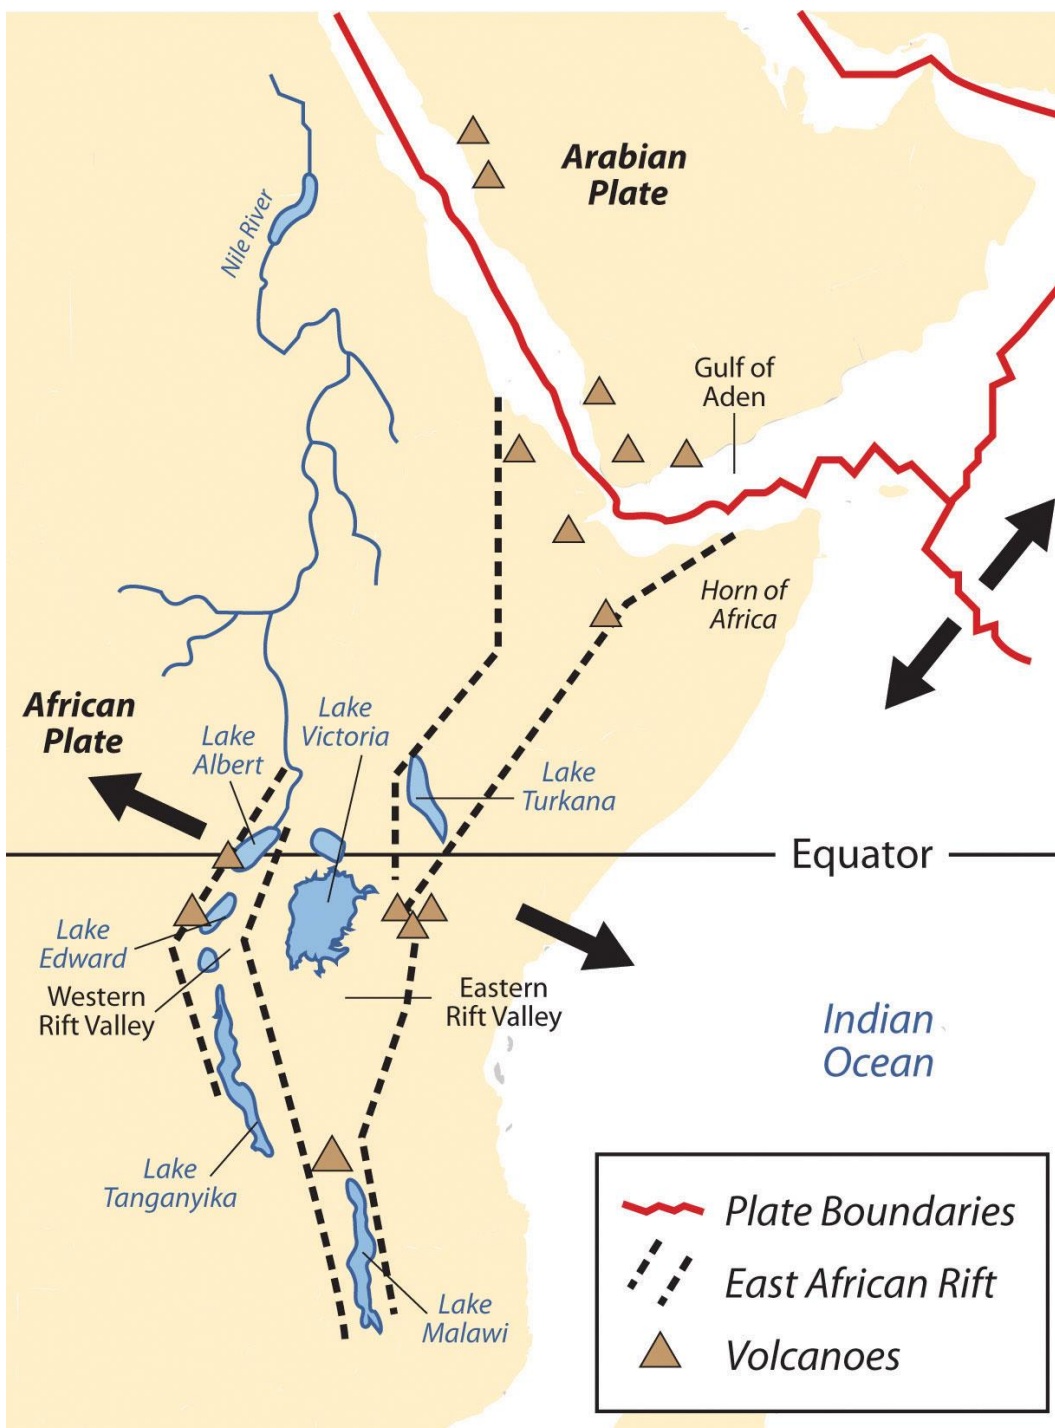 Arabian
Plate
Nile River
Gulf of
Aden
Horn of
Africa
African
Plate
Lake
Albert
Lake
Victoria
Lake
Turkana
Equator
Lake
Edward
Western
Rift Valley
Eastern
Rift Valley
Indian
Ocean
Lake
Tanganyika
Lake
Malawi
Plate Boundaries
East African Rift
Volcanoes